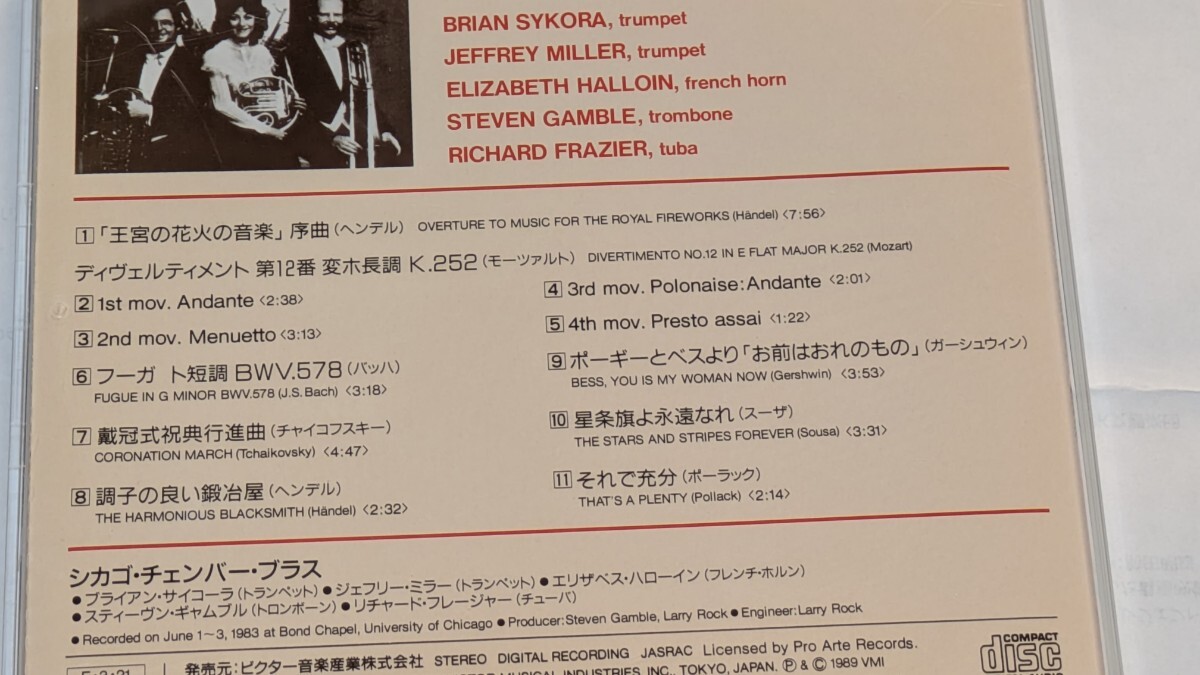 BRIAN SYKORA, trumpet
JEFFREY MILLER, trumpet
ELIZABETH HALLOIN, french horn
STEVEN GAMBLE, trombone
RICHARD FRAZIER, tuba
1 「王宮の花火の音楽」序曲(ヘンデル) OVERTURE TO MUSIC FOR THE ROYAL FIREWORKS (Händel) <7:56>
ディヴェルティメント 第12番 変ホ長調 K.252(モーツァルト) DIVERTIMENTO NO.12 IN E FLAT MAJOR K.252 (Mozart)
2 1st mov. Andante <2:38>
3 2nd mov. Menuetto <3:13>
4 3rd mov. Polonaise: Andante <2:01>
5 4th mov. Presto assai <1:22>
6 フーガ ト短調 BWV.578(バッハ)
FUGUE IN G MINOR BWV.578 (J.S. Bach) <3:18>
7 戴冠式祝典行進曲(チャイコフスキー)
CORONATION MARCH (Tchaikovsky) <4:47>
8 調子の良い鍛冶屋(ヘンデル)
THE HARMONIOUS BLACKSMITH (Händel) <2:32>
9 ポーギーとベスより「お前はおれのもの」(ガーシュウィン)
BESS, YOU IS MY WOMAN NOW (Gershwin) <3:53>
10 星条旗よ永遠なれ(スーザ)
THE STARS AND STRIPES FOREVER (Sousa) <3:31>
11 それで充分(ポーラック)
THAT'S A PLENTY (Pollack) <2:14>
シカゴ・チェンバー・ブラス
●ブライアン・サイコーラ(トランペット)●ジェフリー・ミラー(トランペット)●エリザベス・ハローイン(フレンチ・ホルン)
●スティーヴン・ギャムブル(トロンボーン)●リチャード・フレージャー(チューバ)
●Recorded on June 1~3, 1983 at Bond Chapel, University of Chicago ●Producer: Steven Gamble, Larry Rock ●Engineer: Larry Rock
発売元:ビクター音楽産業株式会社 STEREO DIGITAL RECORDING JASRAC Licensed by Pro Arte Records.
MUSICAL INDUSTRIES, INC., TOKYO, JAPAN. Ⓟ & © 1989 VMI
COMPACT
disc